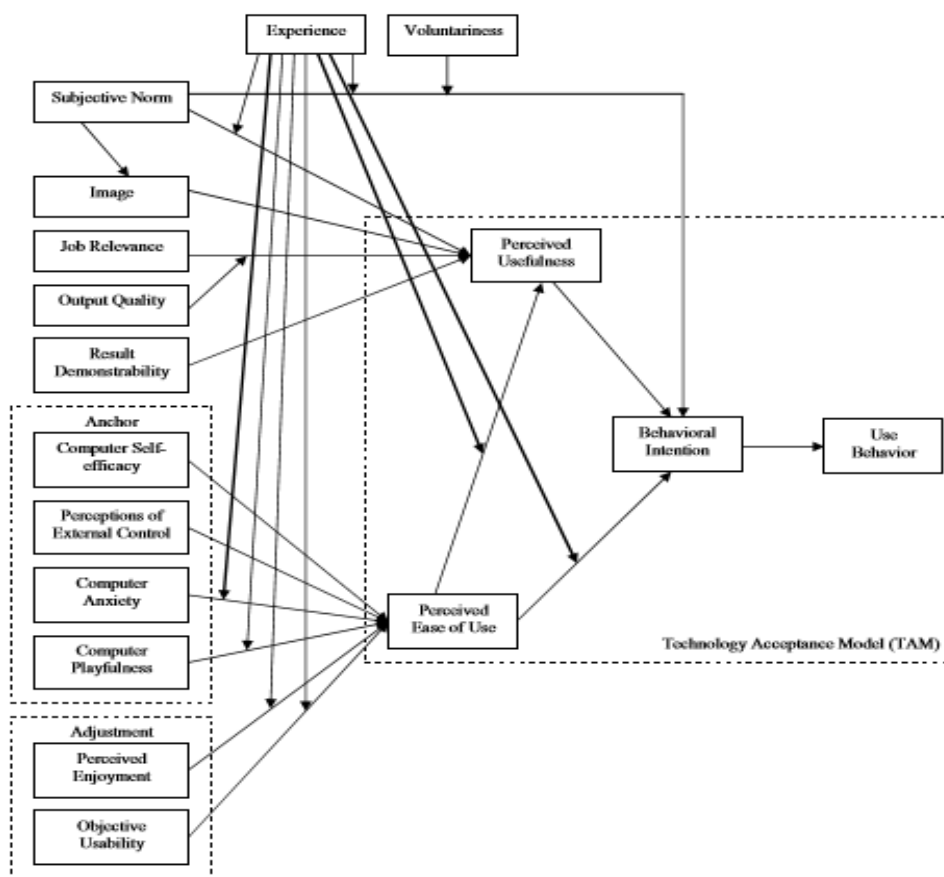 Experience
Voluntariness
Subjective Norm
Image
Job Relevance
Output Quality
Result
Demonstrability
Perceived
Usefulness
Anchor
Computer Self-
efficacy
Perceptions of
External Control
Computer
Anxiety
Computer
Playfulness
Behavioral
Intention
Use
Behavior
Perceived
Ease of Use
Technology Acceptance Model (TAM)
Adjustment
Perceived
Enjoyment
Objective
Usability